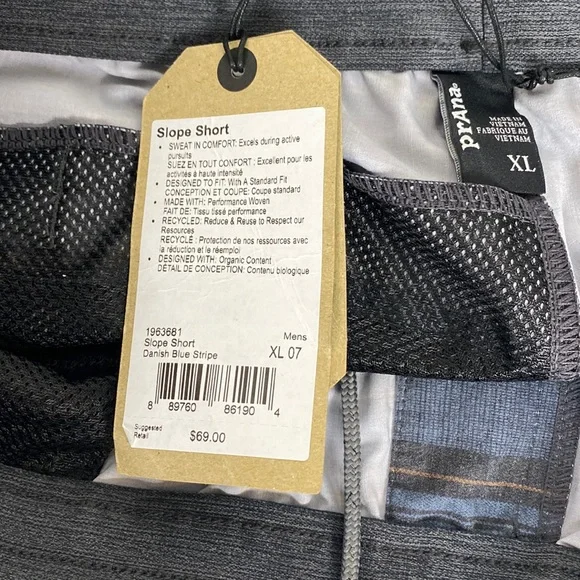 Slope Short
• SWEAT IN COMFORT: Excels during active
pursuits
SUEZ EN TOUT CONFORT : Excellent pour les
activités à haute intensité
• DESIGNED TO FIT: With A Standard Fit
CONCEPTION ET COUPE: Coupe standard
• MADE WITH: Performance Woven
FAIT DE: Tissu tissé performance
• RECYCLED: Reduce & Reuse to Respect our
Resources
RECYCLÉ : Protection de nos ressources avec
la réduction et le réemploi
• DESIGNED WITH: Organic Content
DÉTAIL DE CONCEPTION: Contenu biologique
1963681
Slope Short Mens
Danish Blue Stripe XL 07
8 89760 86190 4
Suggested
Retail $69.00
prAna®
MADE IN
VIETNAM
FABRIQUÉ AU
VIETNAM
XL